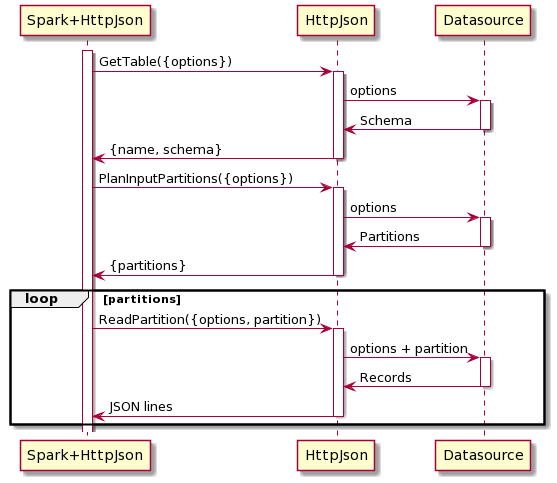 Spark+HttpJson
HttpJson
Datasource
GetTable({options})
options
Schema
{name, schema}
PlanInputPartitions({options})
options
Partitions
{partitions}
loop
[partitions]
ReadPartition({options, partition})
options + partition
Records
JSON lines
Spark+HttpJson
HttpJson
Datasource